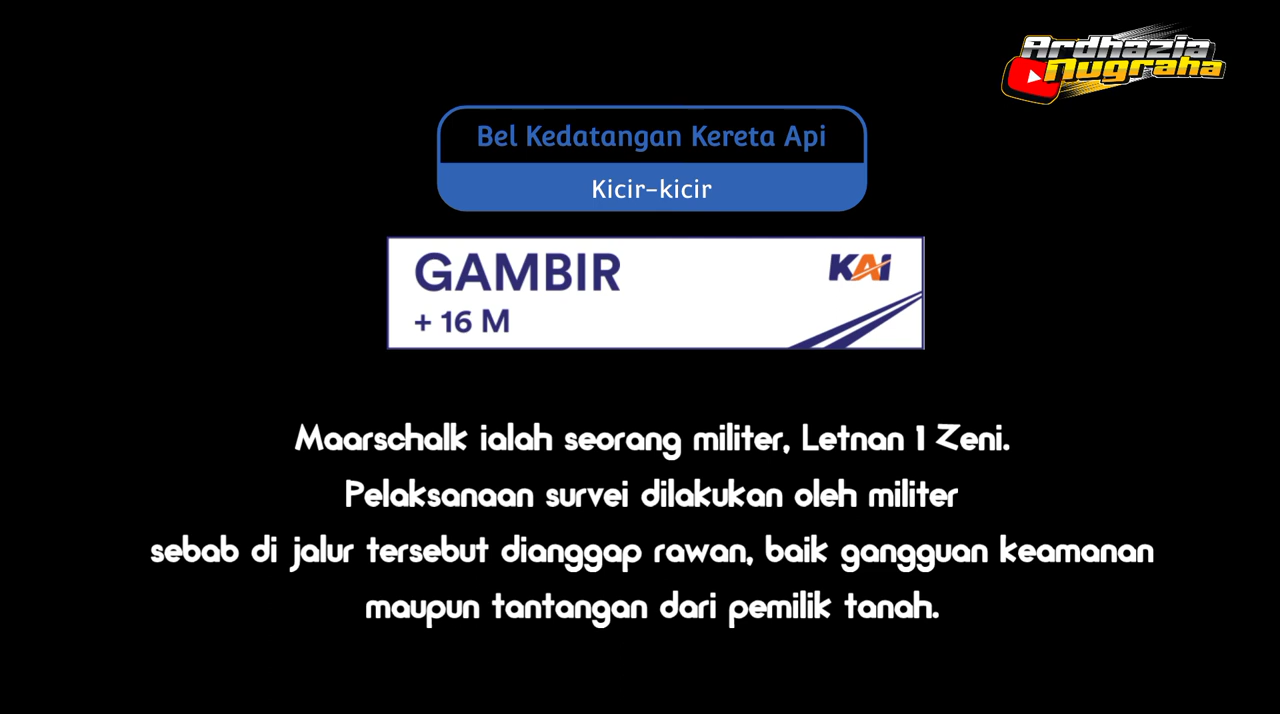 Ardhazia
Nugraha
Bel Kedatangan Kereta Api
Kicir-kicir
GAMBIR
KAI
+ 16 M
Maarschalk ialah seorang militer, Letnan 1 Zeni.
Pelaksanaan survei dilakukan oleh militer
sebab di jalur tersebut dianggap rawan, baik gangguan keamanan
maupun tantangan dari pemilik tanah.